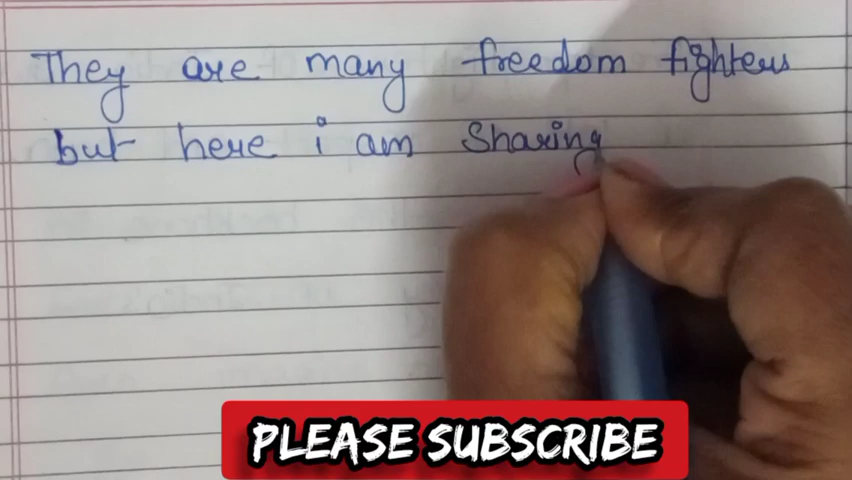 They are many freedom fighters
but here i am Sharing
PLEASE SUBSCRIBE